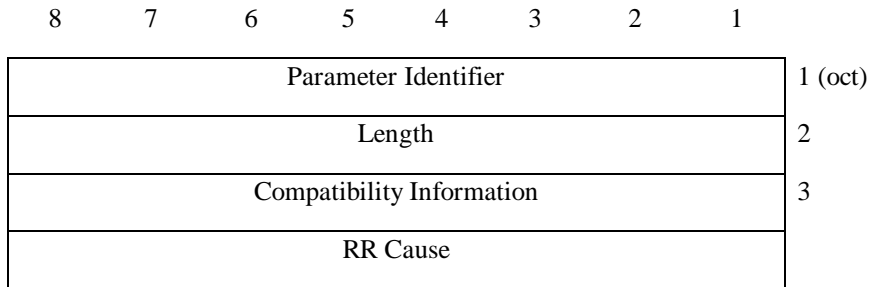 8 7 6 5 4 3 2 1
Parameter Identifier 1 (oct)
Length 2
Compatibility Information 3
RR Cause